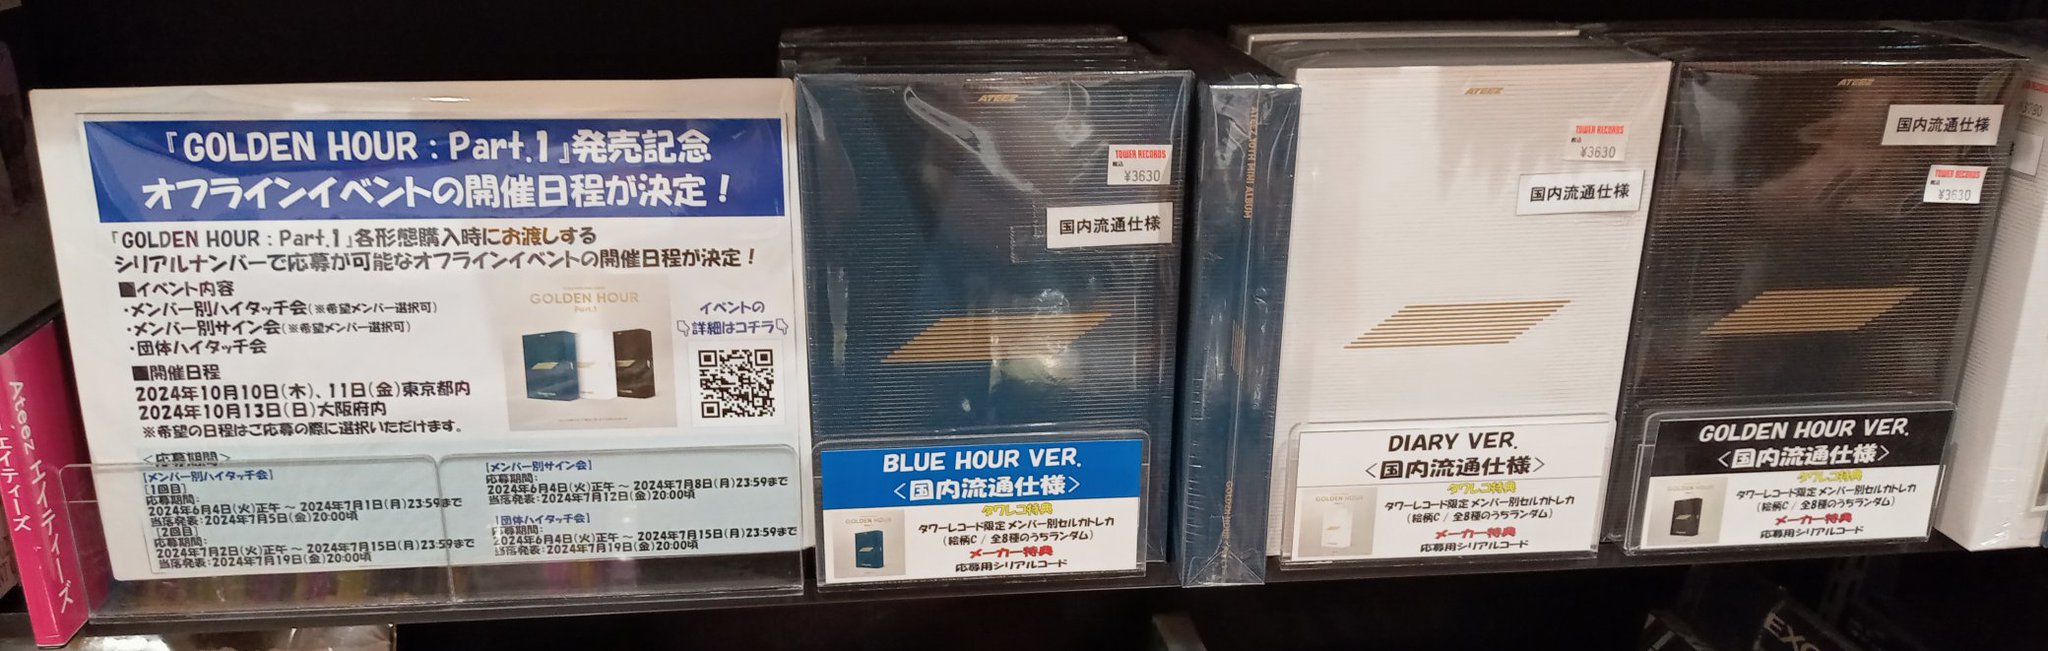 『GOLDEN HOUR : Part.1』発売記念
オフラインイベントの開催日程が決定！
『GOLDEN HOUR : Part.1』各形態購入時にお渡しする
シリアルナンバーで応募が可能なオフラインイベントの開催日程が決定！
■イベント内容
・メンバー別ハイタッチ会(※希望メンバー選択可)
・メンバー別サイン会(※希望メンバー選択可)
・団体ハイタッチ会
■開催日程
2024年10月10日(木)、11日(金)東京都内
2024年10月13日(日)大阪府内
※希望の日程はご応募の際に選択いただけます。
GOLDEN HOUR
Part.1
イベントの
詳細はコチラ
<応募期間>
[メンバー別ハイタッチ会]
[1回目]
応募期間：
2024年6月4日(火)正午 ～ 2024年7月1日(月)23:59まで
当落発表：2024年7月5日(金)20:00頃
[2回目]
応募期間：
2024年7月2日(火)正午 ～ 2024年7月15日(月)23:59まで
当落発表：2024年7月19日(金)20:00頃
[メンバー別サイン会]
応募期間：
2024年6月4日(火)正午 ～ 2024年7月8日(月)23:59まで
当落発表：2024年7月12日(金)20:00頃
[団体ハイタッチ会]
応募期間：
2024年6月4日(火)正午 ～ 2024年7月15日(月)23:59まで
当落発表：2024年7月19日(金)20:00頃
Ateez エイティーズ
エイティーズ
ATEEZ
TOWER RECORDS
税込
¥3630
国内流通仕様
BLUE HOUR VER.
<国内流通仕様>
タワレコ特典
タワーレコード限定 メンバー別セルカトレカ
(絵柄C / 全8種のうちランダム)
メーカー特典
応募用シリアルコード
GOLDEN HOUR
ATEEZ
TOWER RECORDS
税込
¥3630
国内流通仕様
DIARY VER.
<国内流通仕様>
タワレコ特典
タワーレコード限定 メンバー別セルカトレカ
(絵柄C / 全8種のうちランダム)
メーカー特典
応募用シリアルコード
GOLDEN HOUR
ATEEZ
国内流通仕様
TOWER RECORDS
税込
¥3630
GOLDEN HOUR VER.
<国内流通仕様>
タワレコ特典
タワーレコード限定 メンバー別セルカトレカ
(絵柄C / 全8種のうちランダム)
メーカー特典
応募用シリアルコード
GOLDEN HOUR
EXO